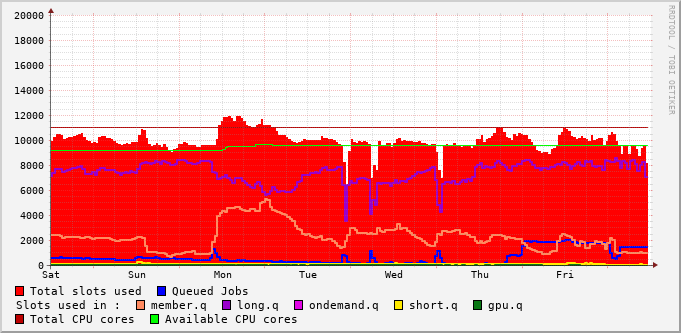 RRDTOOL / TOBI OETIKER
20000
18000
16000
14000
12000
10000
8000
6000
4000
2000
0
Sat Sun Mon Tue Wed Thu Fri
Total slots used Queued Jobs
Slots used in : member.q long.q ondemand.q short.q gpu.q
Total CPU cores Available CPU cores